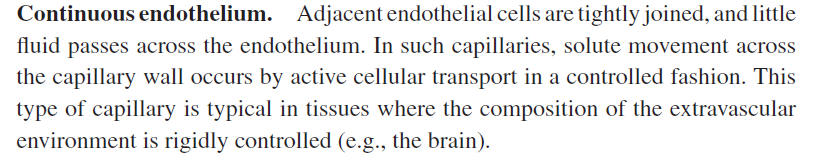 Continuous endothelium. Adjacent endothelial cells are tightly joined, and little
fluid passes across the endothelium. In such capillaries, solute movement across
the capillary wall occurs by active cellular transport in a controlled fashion. This
type of capillary is typical in tissues where the composition of the extravascular
environment is rigidly controlled (e.g., the brain).